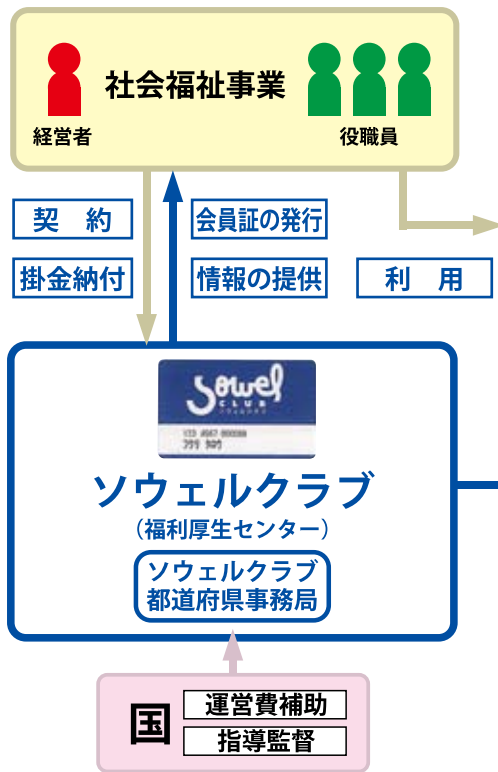 社会福祉事業
経営者
役職員
契　約
会員証の発行
掛金納付
情報の提供
利　用
Sowel
CLUB
ソウェルクラブ
（福利厚生センター）
ソウェルクラブ
都道府県事務局
国
運営費補助
指導監督